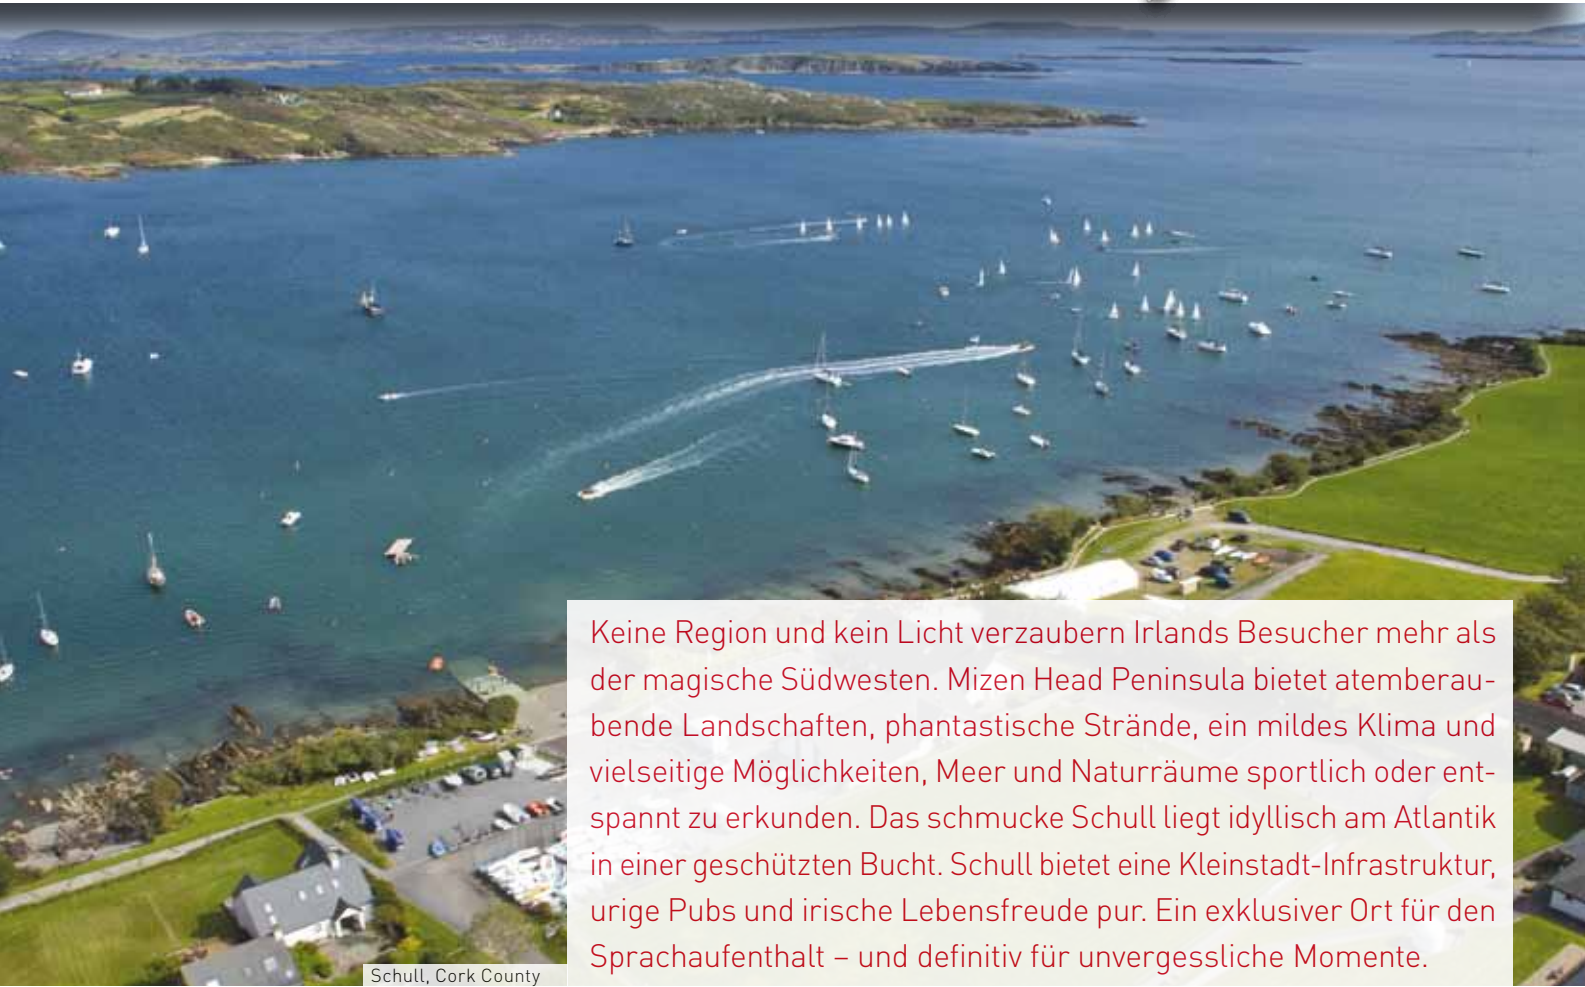 Keine Region und kein Licht verzaubern Irlands Besucher mehr als
der magische Südwesten. Mizen Head Peninsula bietet atemberau-
bende Landschaften, phantastische Strände, ein mildes Klima und
vielseitige Möglichkeiten, Meer und Naturräume sportlich oder ent-
spannt zu erkunden. Das schmucke Schull liegt idyllisch am Atlantik
in einer geschützten Bucht. Schull bietet eine Kleinstadt-Infrastruktur,
urige Pubs und irische Lebensfreude pur. Ein exklusiver Ort für den
Sprachaufenthalt – und definitiv für unvergessliche Momente.
Schull, Cork County